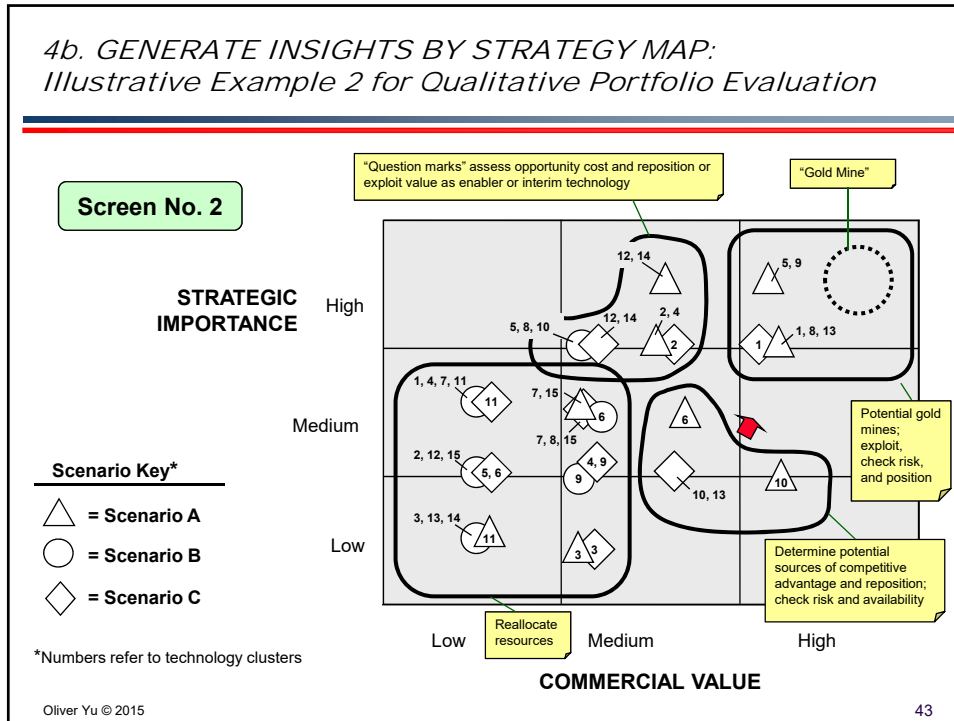 4b. GENERATE INSIGHTS BY STRATEGY MAP:
Illustrative Example 2 for Qualitative Portfolio Evaluation
“Question marks” assess opportunity cost and reposition or
exploit value as enabler or interim technology
“Gold Mine”
Screen No. 2
STRATEGIC
IMPORTANCE
High
Medium
Low
12, 14
5, 9
5, 8, 10
12, 14
2, 4
2
1
1, 8, 13
1, 4, 7, 11
11
7, 15
6
7, 8, 15
6
2, 12, 15
5, 6
4, 9
9
10, 13
10
3, 13, 14
11
3
3
Potential gold
mines;
exploit,
check risk,
and position
Determine potential
sources of competitive
advantage and reposition;
check risk and availability
Reallocate
resources
Scenario Key*
= Scenario A
= Scenario B
= Scenario C
*Numbers refer to technology clusters
Low
Medium
High
COMMERCIAL VALUE
Oliver Yu © 2015
43